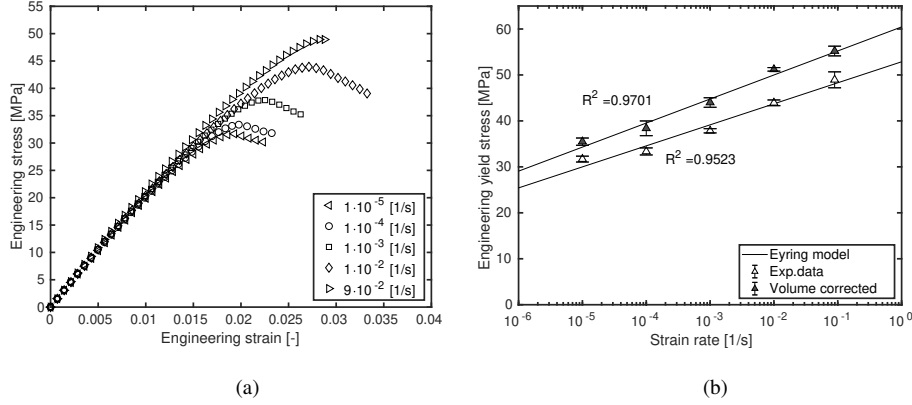 55
50
45
40
35
30
25
20
15
10
5
0
Engineering stress [MPa]
1·10⁻⁵ [1/s]
1·10⁻⁴ [1/s]
1·10⁻³ [1/s]
1·10⁻² [1/s]
9·10⁻² [1/s]
0 0.005 0.01 0.015 0.02 0.025 0.03 0.035 0.04
Engineering strain [-]
(a)
60
50
40
30
20
10
0
Engineering yield stress [MPa]
R² =0.9701
R² =0.9523
Eyring model
Exp.data
Volume corrected
10⁻⁶ 10⁻⁵ 10⁻⁴ 10⁻³ 10⁻² 10⁻¹ 10⁰
Strain rate [1/s]
(b)